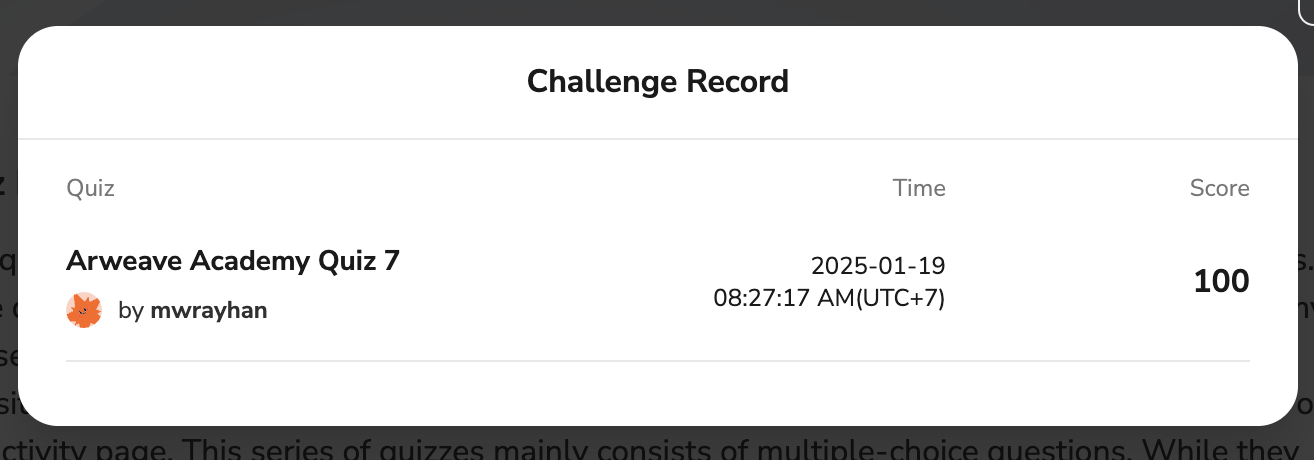 Challenge Record
Quiz Time Score
Arweave Academy Quiz 7
2025-01-19
08:27:17 AM(UTC+7)
100
by mwrayhan
ctivity page. This series of quizzes mainly consists of multiple-choice questions. While they